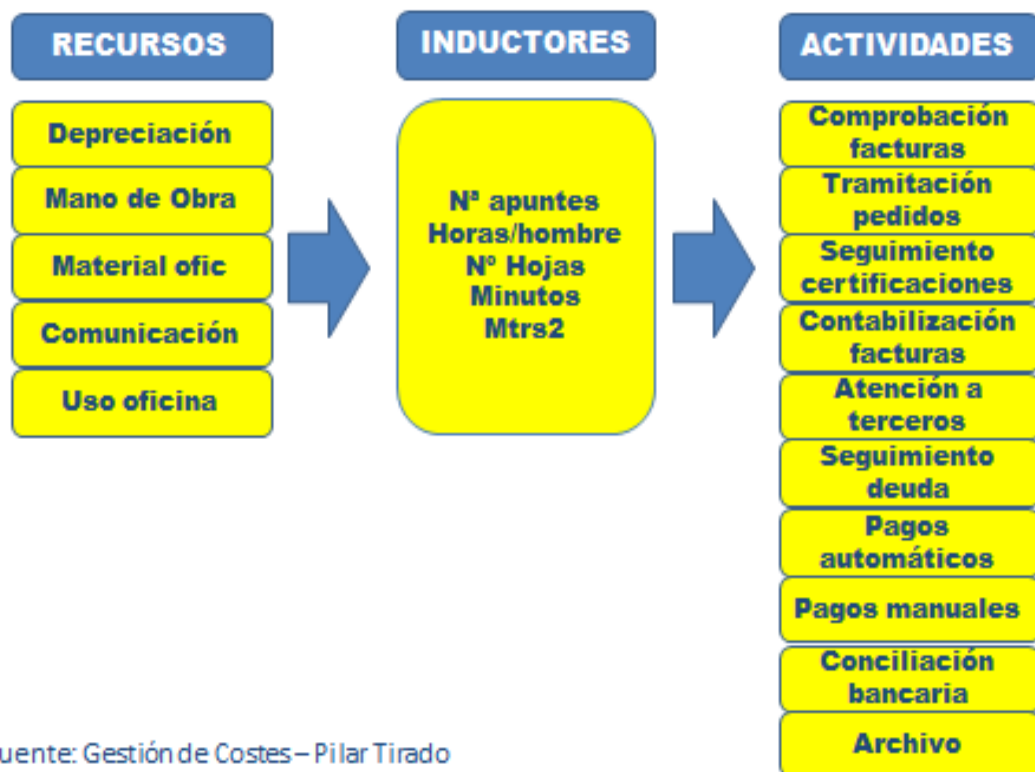 RECURSOS
Depreciación
Mano de Obra
Material ofic
Comunicación
Uso oficina
INDUCTORES
Nª apuntes
Horas/hombre
Nº Hojas
Minutos
Mtrs2
ACTIVIDADES
Comprobación
facturas
Tramitación
pedidos
Seguimiento
certificaciones
Contabilización
facturas
Atención a
terceros
Seguimiento
deuda
Pagos
automáticos
Pagos manuales
Conciliación
bancaria
Archivo
uente: Gestión de Costes – Pilar Tirado